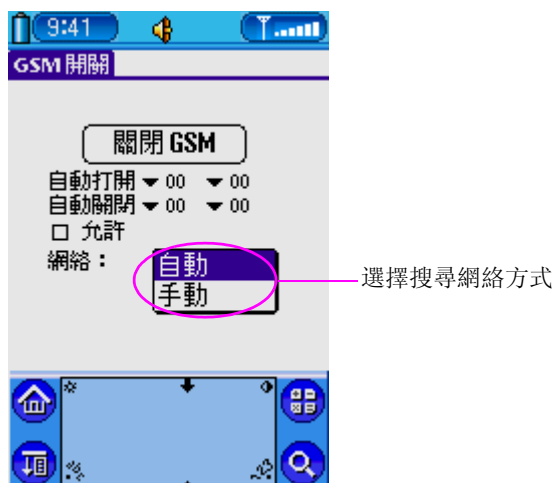 9:41
GSM 開關
關閉 GSM
自動打開 00 00
自動關閉 00 00
允許
網絡：
自動
手動
選擇搜尋網絡方式